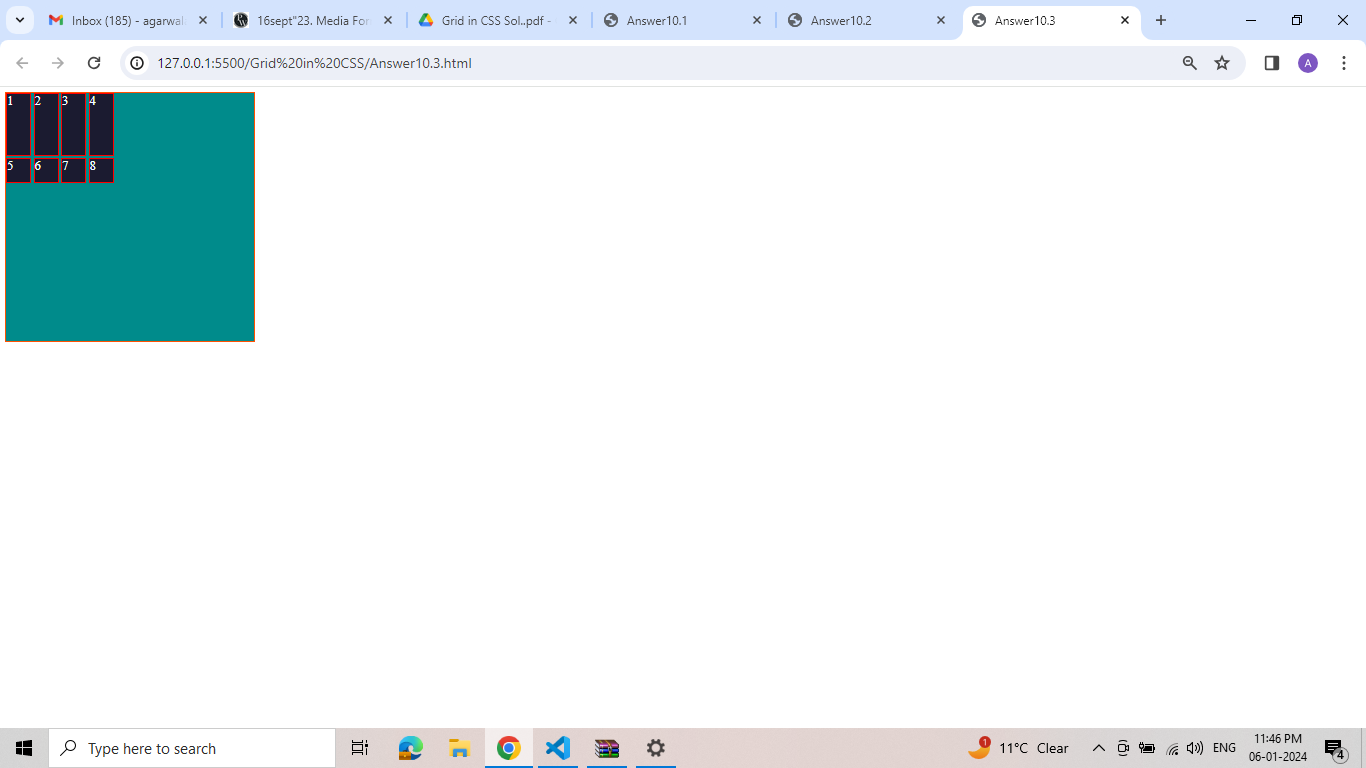 Inbox (185) - agarwal
16sept"23. Media For
Grid in CSS Sol..pdf -
Answer10.1
Answer10.2
Answer10.3
127.0.0.1:5500/Grid%20in%20CSS/Answer10.3.html
A
1 2 3 4
5 6 7 8
Type here to search
1
11°C Clear
ENG
11:46 PM
06-01-2024
4